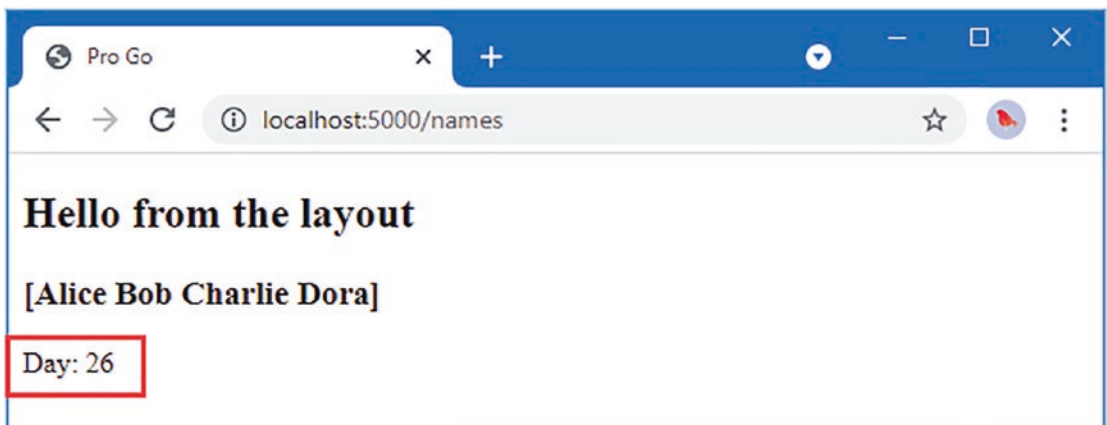 Pro Go
localhost:5000/names
Hello from the layout
[Alice Bob Charlie Dora]
Day: 26